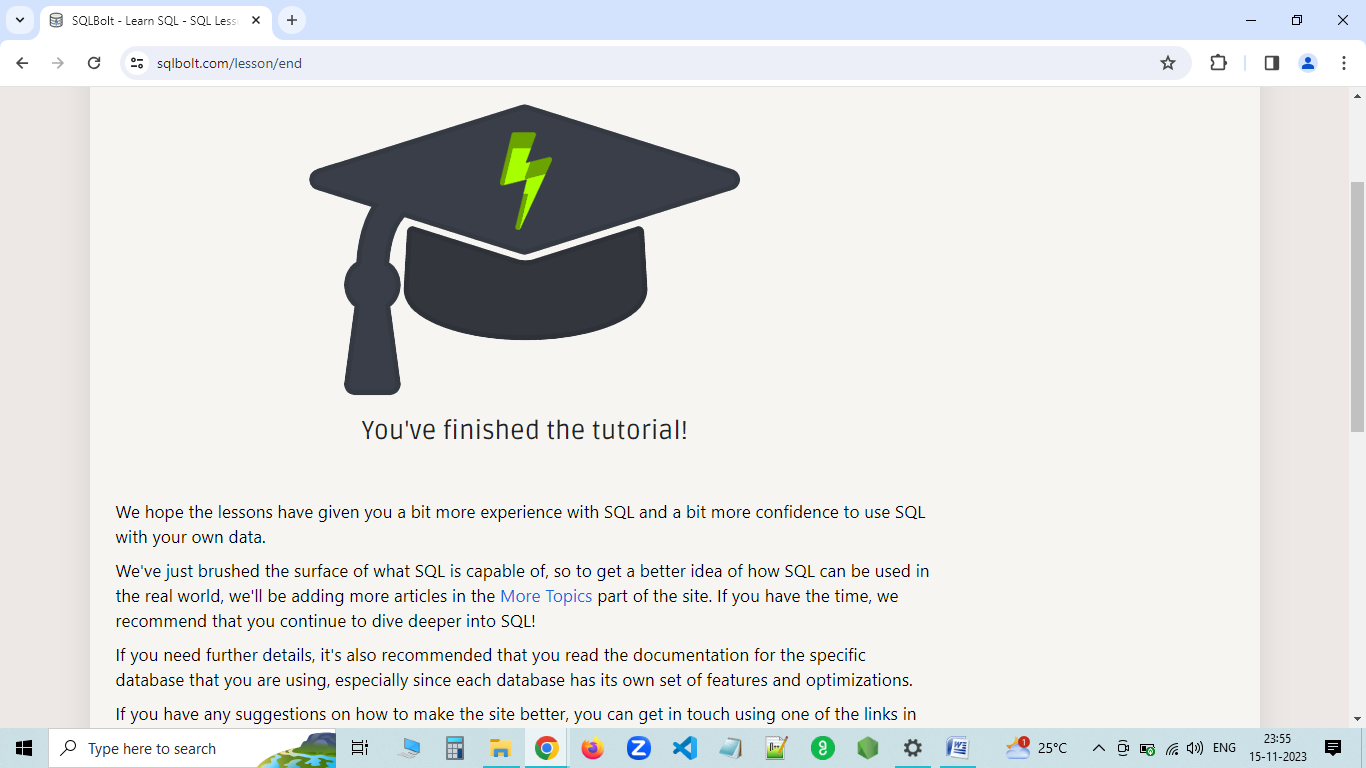 SQLBolt - Learn SQL - SQL Less
sqlbolt.com/lesson/end
You've finished the tutorial!
We hope the lessons have given you a bit more experience with SQL and a bit more confidence to use SQL
with your own data.
We've just brushed the surface of what SQL is capable of, so to get a better idea of how SQL can be used in
the real world, we'll be adding more articles in the More Topics part of the site. If you have the time, we
recommend that you continue to dive deeper into SQL!
If you need further details, it's also recommended that you read the documentation for the specific
database that you are using, especially since each database has its own set of features and optimizations.
If you have any suggestions on how to make the site better, you can get in touch using one of the links in
Type here to search
1
25°C
ENG
23:55
15-11-2023